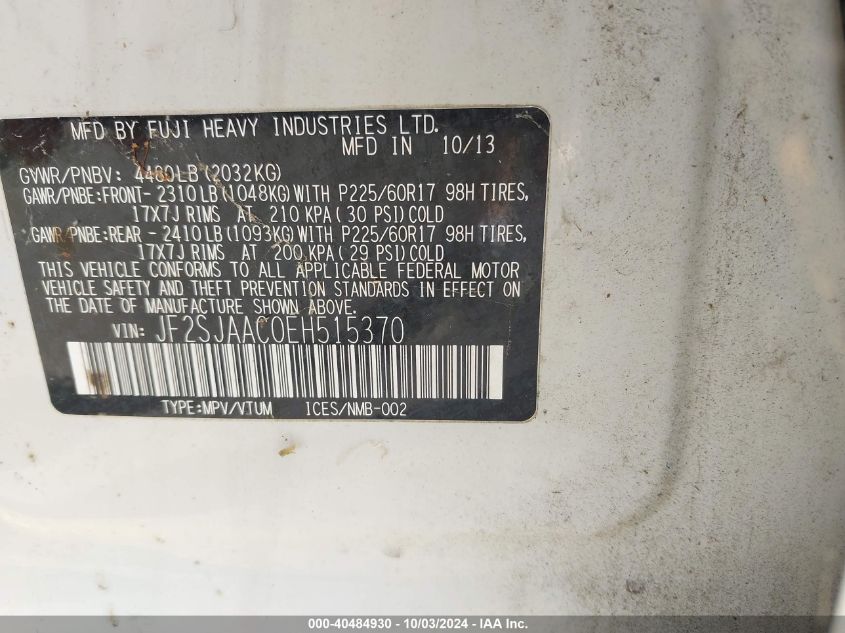 MFD BY FUJI HEAVY INDUSTRIES LTD.
MFD IN 10/13
GVWR/PNBV: 4480LB(2032KG)
GAWR/PNBE:FRONT- 2310LB(1048KG)WITH P225/60R17 98H TIRES,
17X7J RIMS AT 210 KPA(30 PSI)COLD
GAWR/PNBE:REAR - 2410LB(1093KG)WITH P225/60R17 98H TIRES,
17X7J RIMS AT 200 KPA(29 PSI)COLD
THIS VEHICLE CONFORMS TO ALL APPLICABLE FEDERAL MOTOR
VEHICLE SAFETY AND THEFT PREVENTION STANDARDS IN EFFECT ON
THE DATE OF MANUFACTURE SHOWN ABOVE.
VIN: JF2SJAAC0EH515370
TYPE:MPV/VTUM ICES/NMB-002
000-40484930 - 10/03/2024 - IAA Inc.